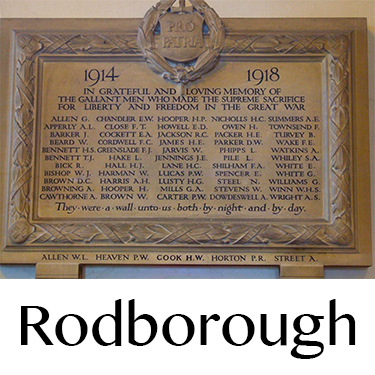 PRO
PATRIA
1914 1918
IN GRATEFUL AND LOVING MEMORY OF
THE GALLANT MEN WHO MADE THE SUPREME SACRIFICE
FOR LIBERTY AND FREEDOM IN THE GREAT WAR
ALLEN G. CHANDLER E.W. HOOPER H.P. NICHOLLS H.C. SUMMERS A.E.
APPERLY A.L. CLOSE F.T. HOWELL E.D. OWEN H. TOWNSEND F.
BARKER J. COCKETT E.A. JACKSON R.C. PACKER H.E. TURVEY B.
BEARD W. CORDWELL F.C. JAMES H.E. PARKER D.W. WAKE F.E.
BENNETT H.S. GREENSLADE F.J. JARVIS W. PHIPPS L. WATKINS A.
BENNETT T.J. HAKE L. JENNINGS J.E. PILE L. WHILEY S.A.
BICK R. HALL H.J. LANE H.C. SHILHAM F.A. WHITE E.
BISHOP W.J. HARMAN W. LUCAS P.W. SPENCER E. WHITE G.
BROWN D.C. HARRIS A.H. LUSTY H.G. STEEL N. WILLIAMS G.
BROWNING A. HOOPER H. MILLS G.A. STEVENS W. WINN W.H.S.
CAWTHORNE A. BROWN W. CARTER P.W. DOWDESWELL A. WRIGHT A.S.
They · were · a · wall · unto · us · both · by · night · and · by · day.
ALLEN W.L. HEAVEN P.W. COOK H.W. HORTON P.R. STREET A.
Rodborough